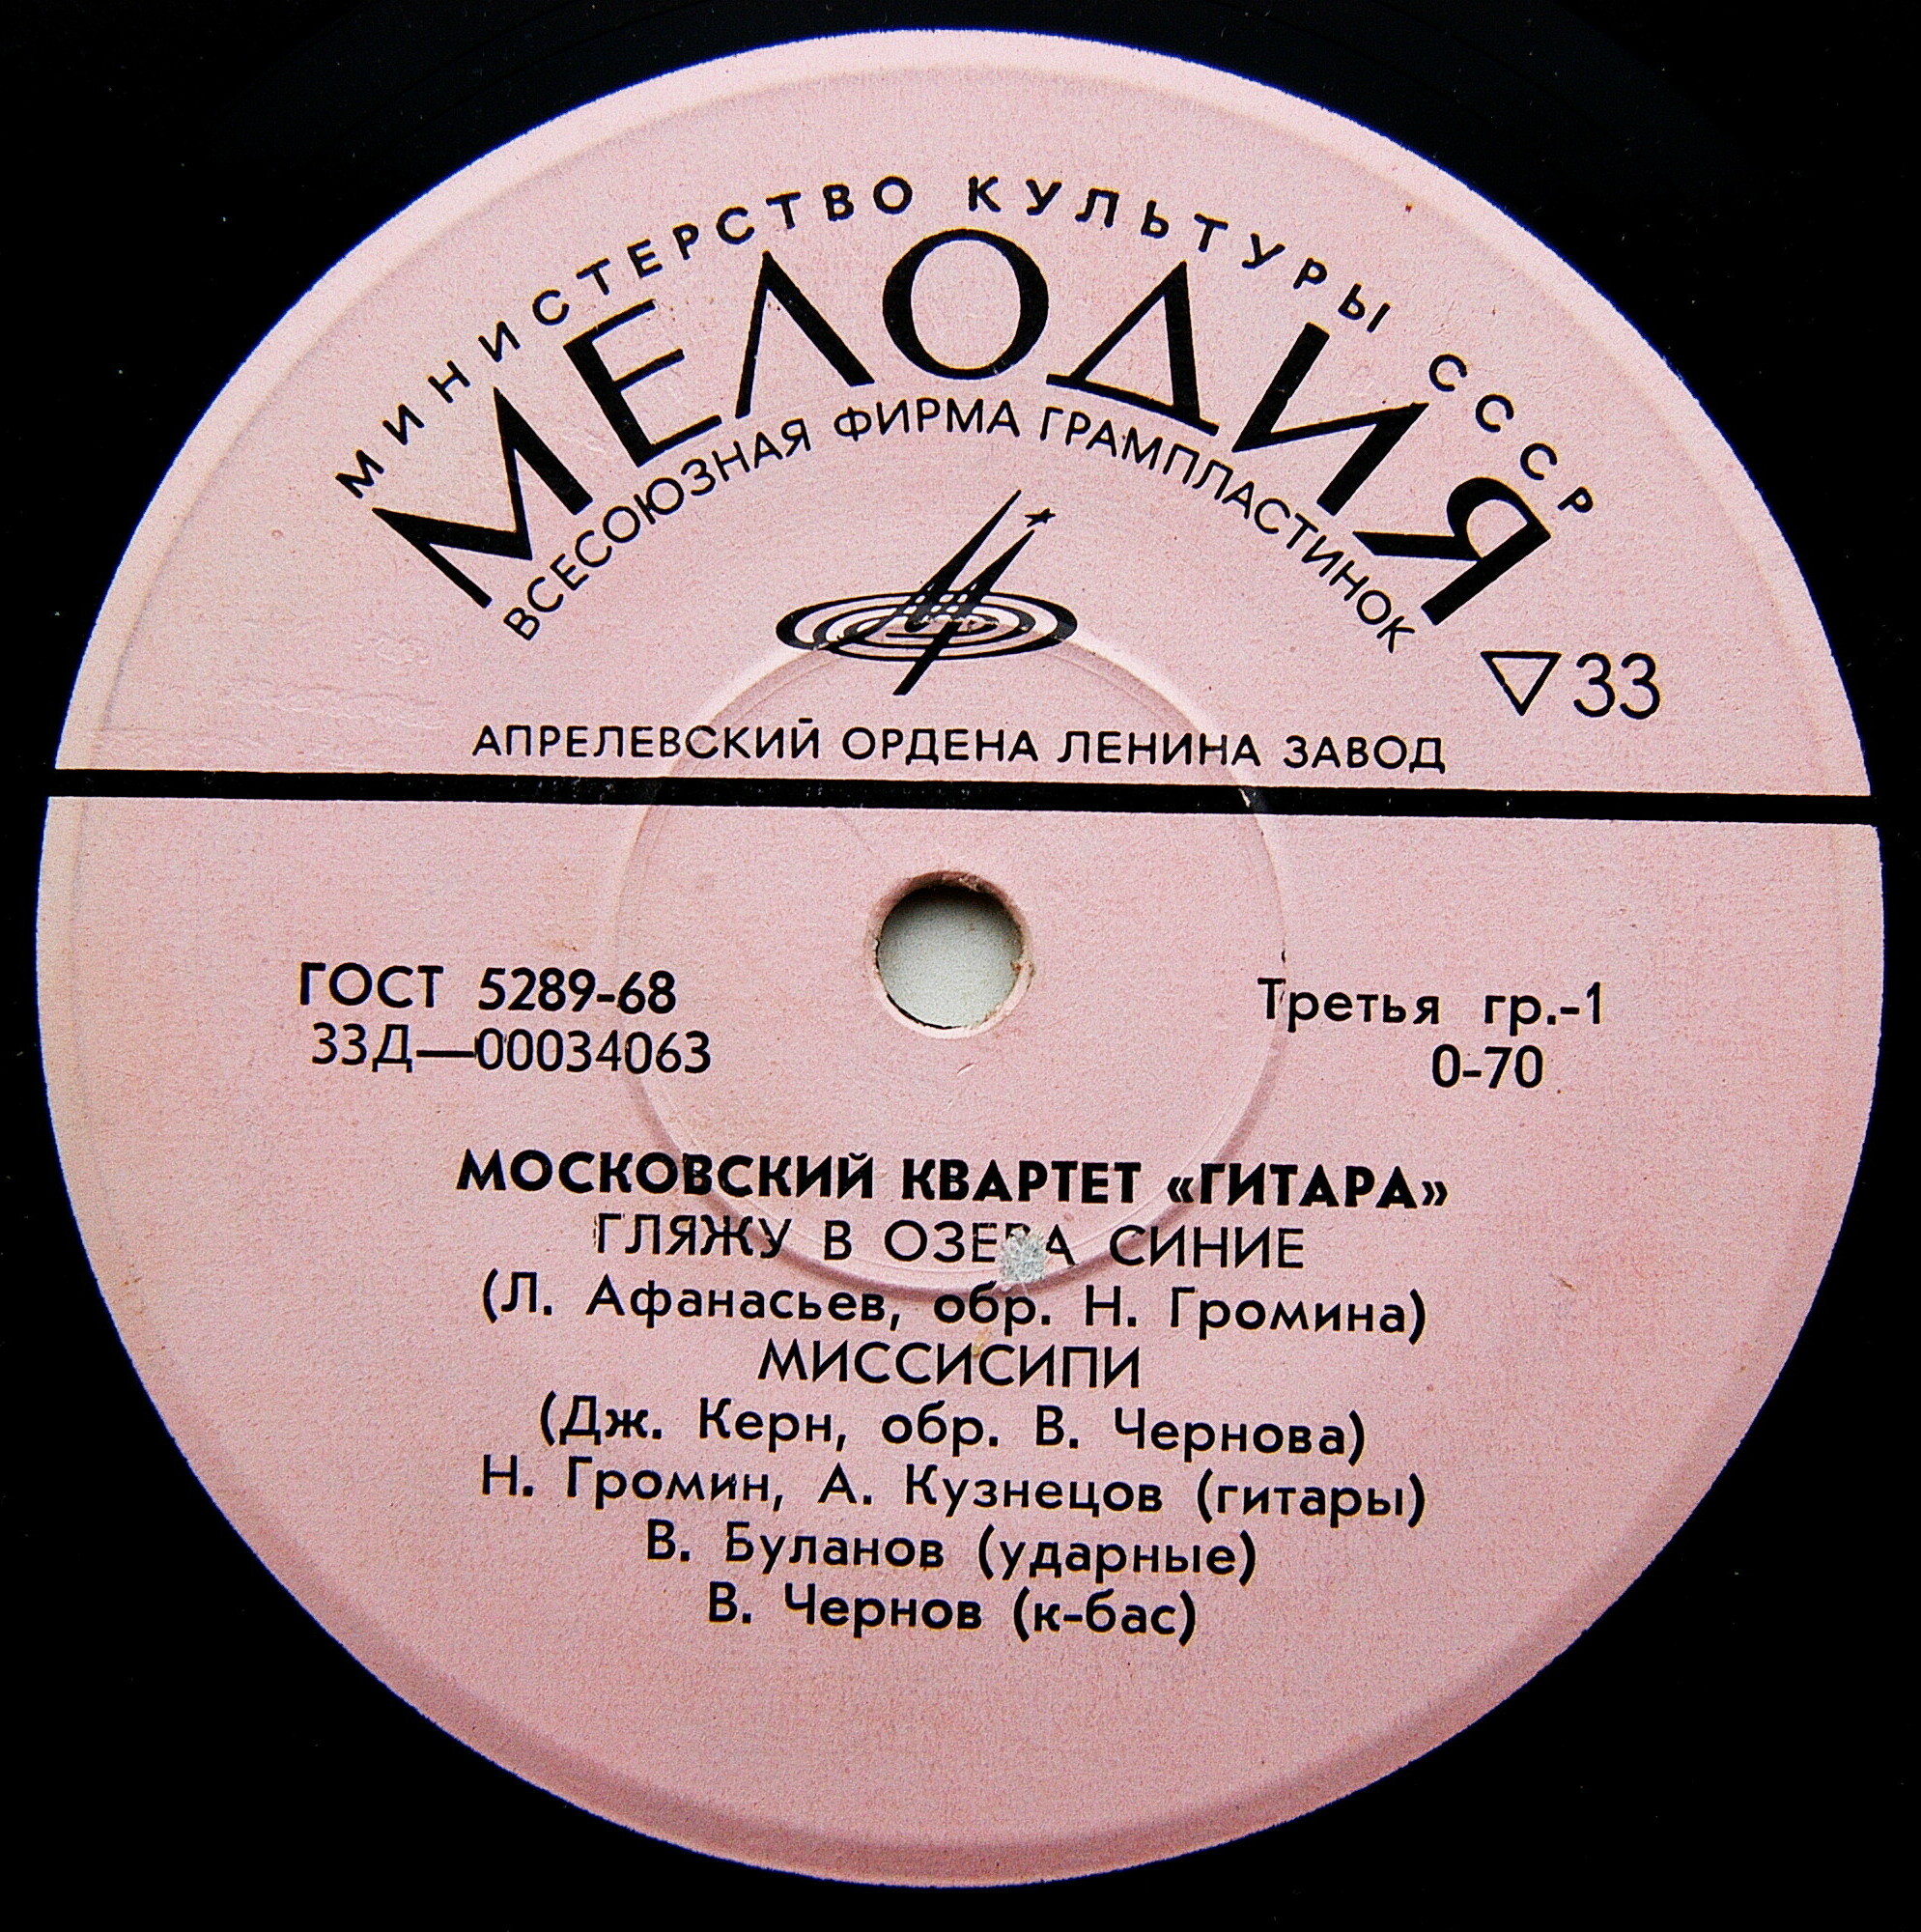 МИНИСТЕРСТВО КУЛЬТУРЫ СССР
МЕЛОДИЯ
ВСЕСОЮЗНАЯ ФИРМА ГРАМПЛАСТИНОК
33
АПРЕЛЕВСКИЙ ОРДЕНА ЛЕНИНА ЗАВОД
ГОСТ 5289-68
33Д—00034063
Третья гр.-1
0-70
МОСКОВСКИЙ КВАРТЕТ «ГИТАРА»
ГЛЯЖУ В ОЗЕРА СИНИЕ
(Л. Афанасьев, обр. Н. Громина)
МИССИСИПИ
(Дж. Керн, обр. В. Чернова)
Н. Громин, А. Кузнецов (гитары)
В. Буланов (ударные)
В. Чернов (к-бас)